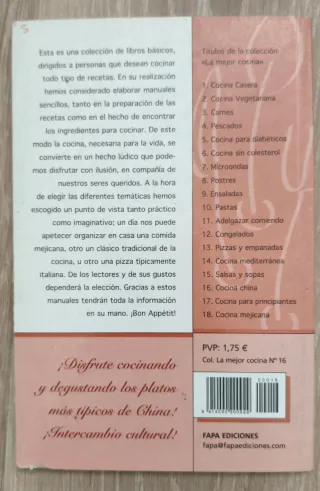 Esta es una colección de libros básicos,
dirigidos a personas que desean cocinar
todo tipo de recetas. En su realización
hemos considerado elaborar manuales
sencillos, tanto en la preparación de las
recetas como en el hecho de encontrar
los ingredientes para cocinar. De este
modo la cocina, necesaria para la vida, se
convierte en un hecho lúdico que pode-
mos disfrutar con ilusión, en compañía de
nuestros seres queridos. A la hora
de elegir las diferentes temáticas hemos
escogido un punto de vista tanto práctico
como imaginativo; un día nos puede
apetecer organizar en casa una comida
mejicana, otro un clásico tradicional de la
cocina, u otro una pizza típicamente
italiana. De los lectores y de sus gustos
dependerá la elección. Gracias a estos
manuales tendrán toda la información
en su mano. ¡Bon Appétit!
¡Disfrute cocinando
y degustando los platos
más típicos de China!
¡Intercambio cultural!
Títulos de la colección
«La mejor cocina»
1. Cocina Casera
2. Cocina Vegetariana
3. Carnes
4. Pescados
5. Cocina para diabéticos
6. Cocina sin colesterol
7. Microondas
8. Postres
9. Ensaladas
10. Pastas
11. Adelgazar comiendo
12. Congelados
13. Pizzas y empanadas
14. Cocina mediterránea
15. Salsas y sopas
16. Cocina china
17. Cocina para principiantes
18. Cocina mejicana
PVP: 1,75 €
Col. La mejor cocina Nº 16
00016
FAPA EDICIONES
fapa@fapaediciones.com